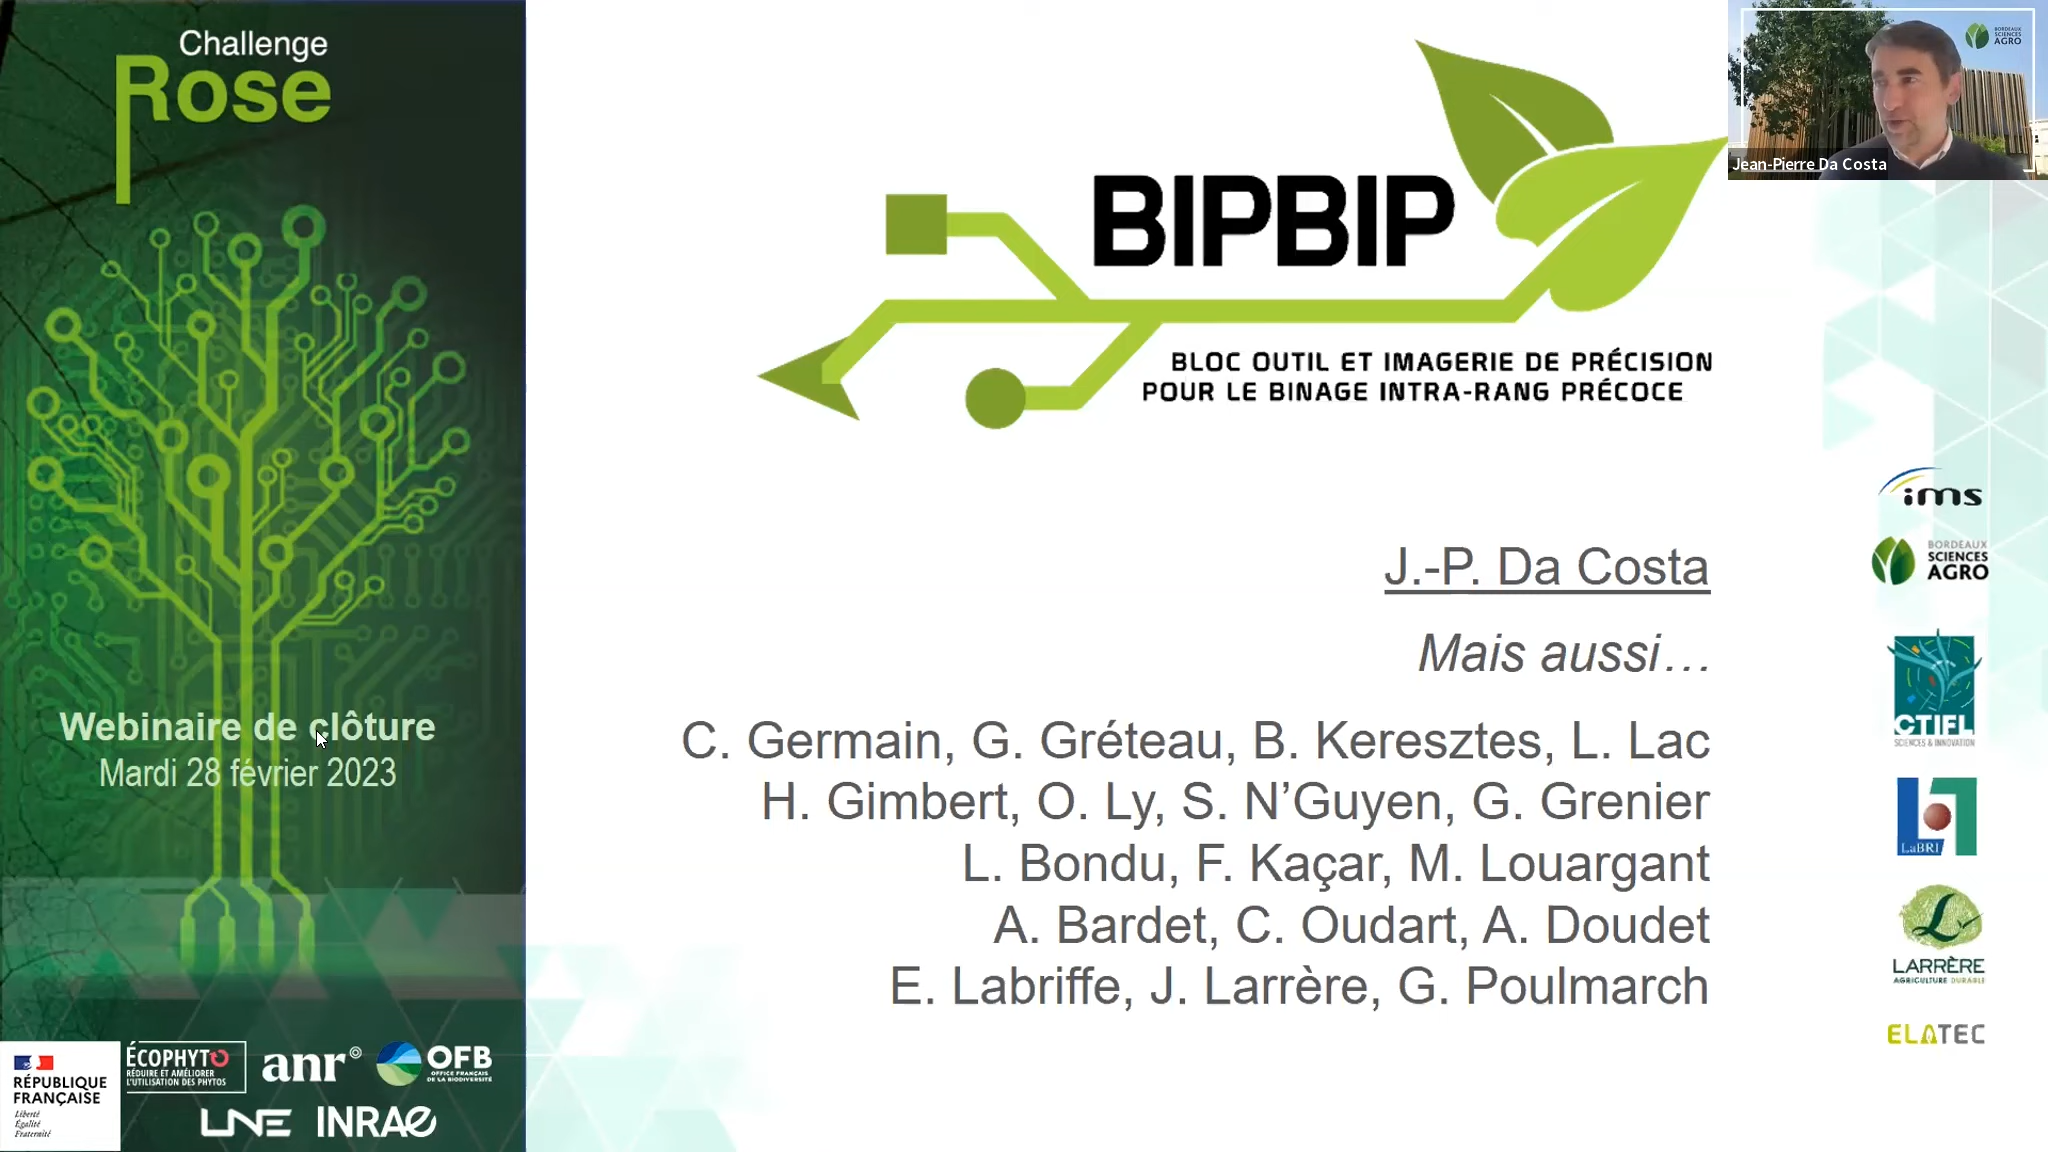 Challenge
Rose
Webinaire de clôture
Mardi 28 février 2023
RÉPUBLIQUE
FRANÇAISE
Liberté
Égalité
Fraternité
ÉCOPHYTO
RÉDUIRE ET AMÉLIORER
L'UTILISATION DES PHYTOS
anr
OFB
OFFICE FRANÇAIS
DE LA BIODIVERSITÉ
LNE
INRAE
BIPBIP
BLOC OUTIL ET IMAGERIE DE PRÉCISION
POUR LE BINAGE INTRA-RANG PRÉCOCE
J.-P. Da Costa
Mais aussi…
C. Germain, G. Gréteau, B. Keresztes, L. Lac
H. Gimbert, O. Ly, S. N’Guyen, G. Grenier
L. Bondu, F. Kaçar, M. Louargant
A. Bardet, C. Oudart, A. Doudet
E. Labriffe, J. Larrère, G. Poulmarch
BORDEAUX
SCIENCES
AGRO
Jean-Pierre Da Costa
ims
BORDEAUX
SCIENCES
AGRO
CTIFL
SCIENCES & INNOVATION
LaBRI
L
LARRÈRE
AGRICULTURE DURABLE
ELATEC